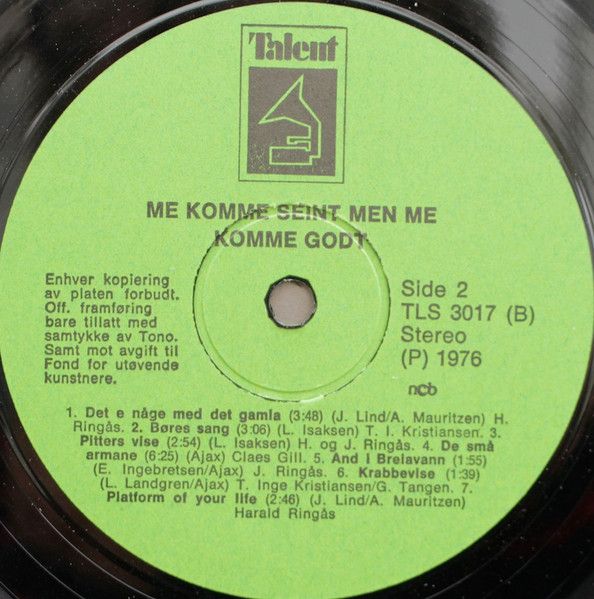 Talent
ME KOMME SEINT MEN ME
KOMME GODT
Enhver kopiering
av platen forbudt.
Off. framføring
bare tillatt med
samtykke av Tono.
Samt mot avgift til
Fond for utøvende
kunstnere.
Side 2
TLS 3017 (B)
Stereo
(P) 1976
ncb
1. Det e någe med det gamla (3:48) (J. Lind/A. Mauritzen) H.
Ringås. 2. Børes sang (3:06) (L. Isaksen) T. I. Kristiansen. 3.
Pitters vise (2:54) (L. Isaksen) H. og J. Ringås. 4. De små
armane (6:25) (Ajax) Claes Gill. 5. And i Breiavann (1:55)
(E. Ingebretsen/Ajax) J. Ringås. 6. Krabbevise (1:39)
(L. Landgren/Ajax) T. Inge Kristiansen/G. Tangen. 7.
Platform of your life (2:46) (J. Lind/A. Mauritzen)
Harald Ringås